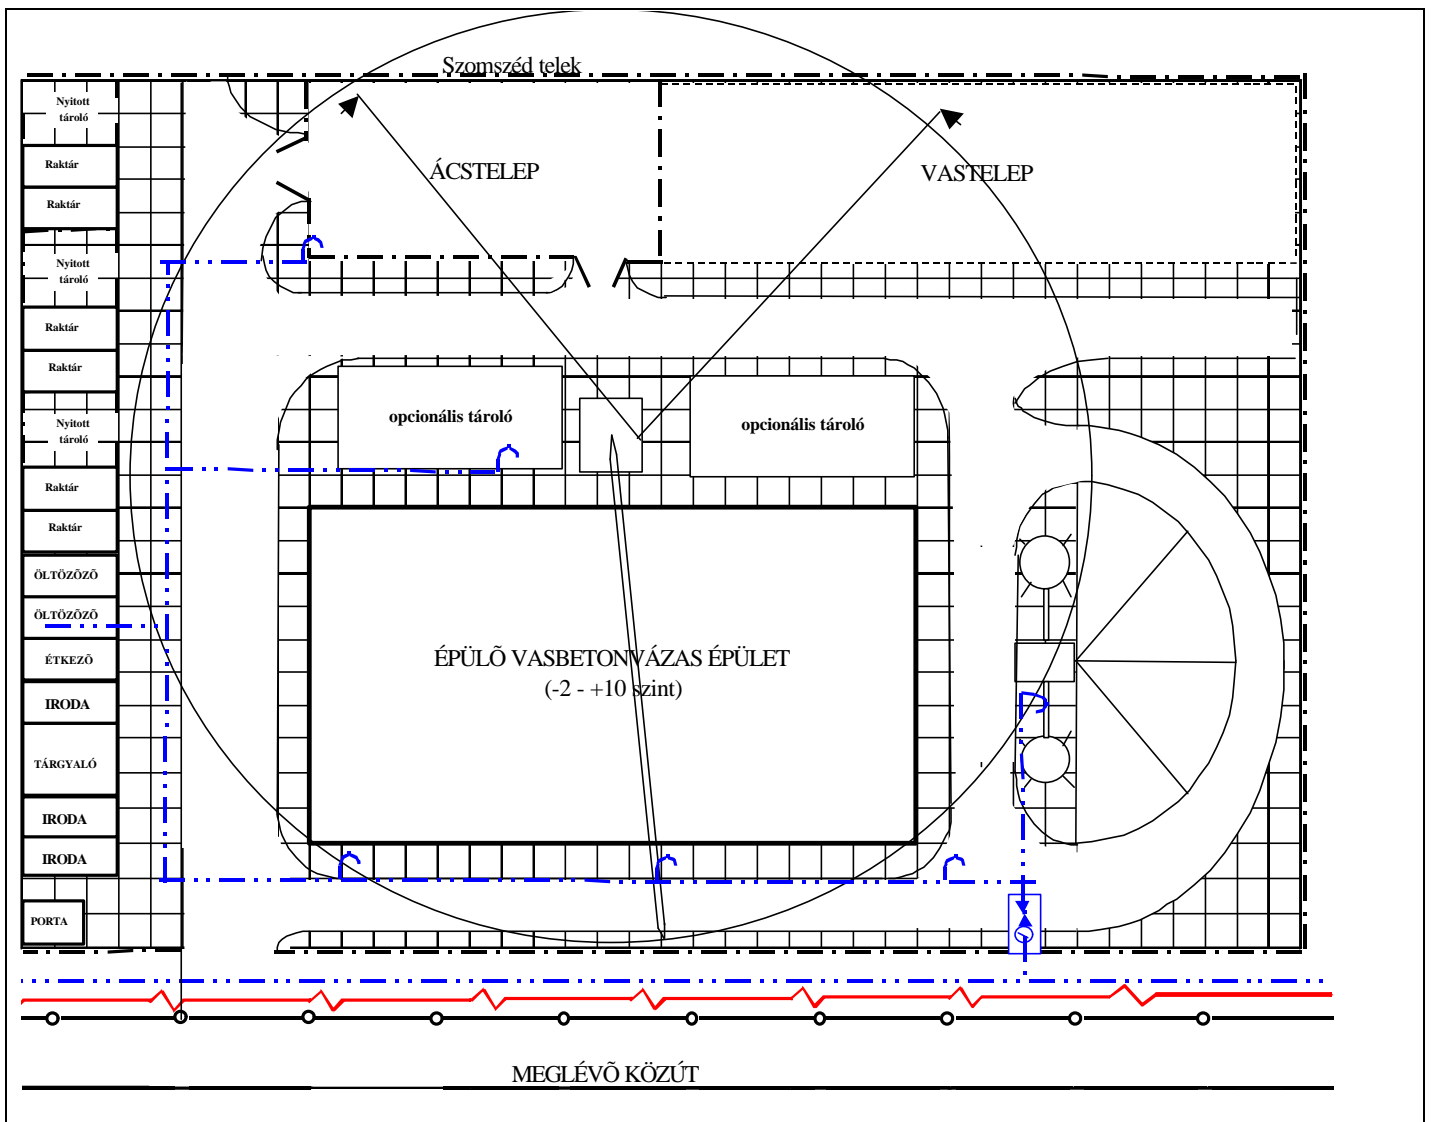 Szomszéd telek
Nyitott
tároló
Raktár
Raktár
Nyitott
tároló
Raktár
Raktár
Nyitott
tároló
Raktár
Raktár
ÖLTÖZÕZÕ
ÖLTÖZÕZÕ
ÉTKEZÕ
IRODA
TÁRGYALÓ
IRODA
IRODA
PORTA
ÁCSTELEP
VASTELEP
opcionális tároló
opcionális tároló
ÉPÜLÕ VASBETONVÁZAS ÉPÜLET
(-2 - +10 szint)
MEGLÉVÕ KÖZÚT